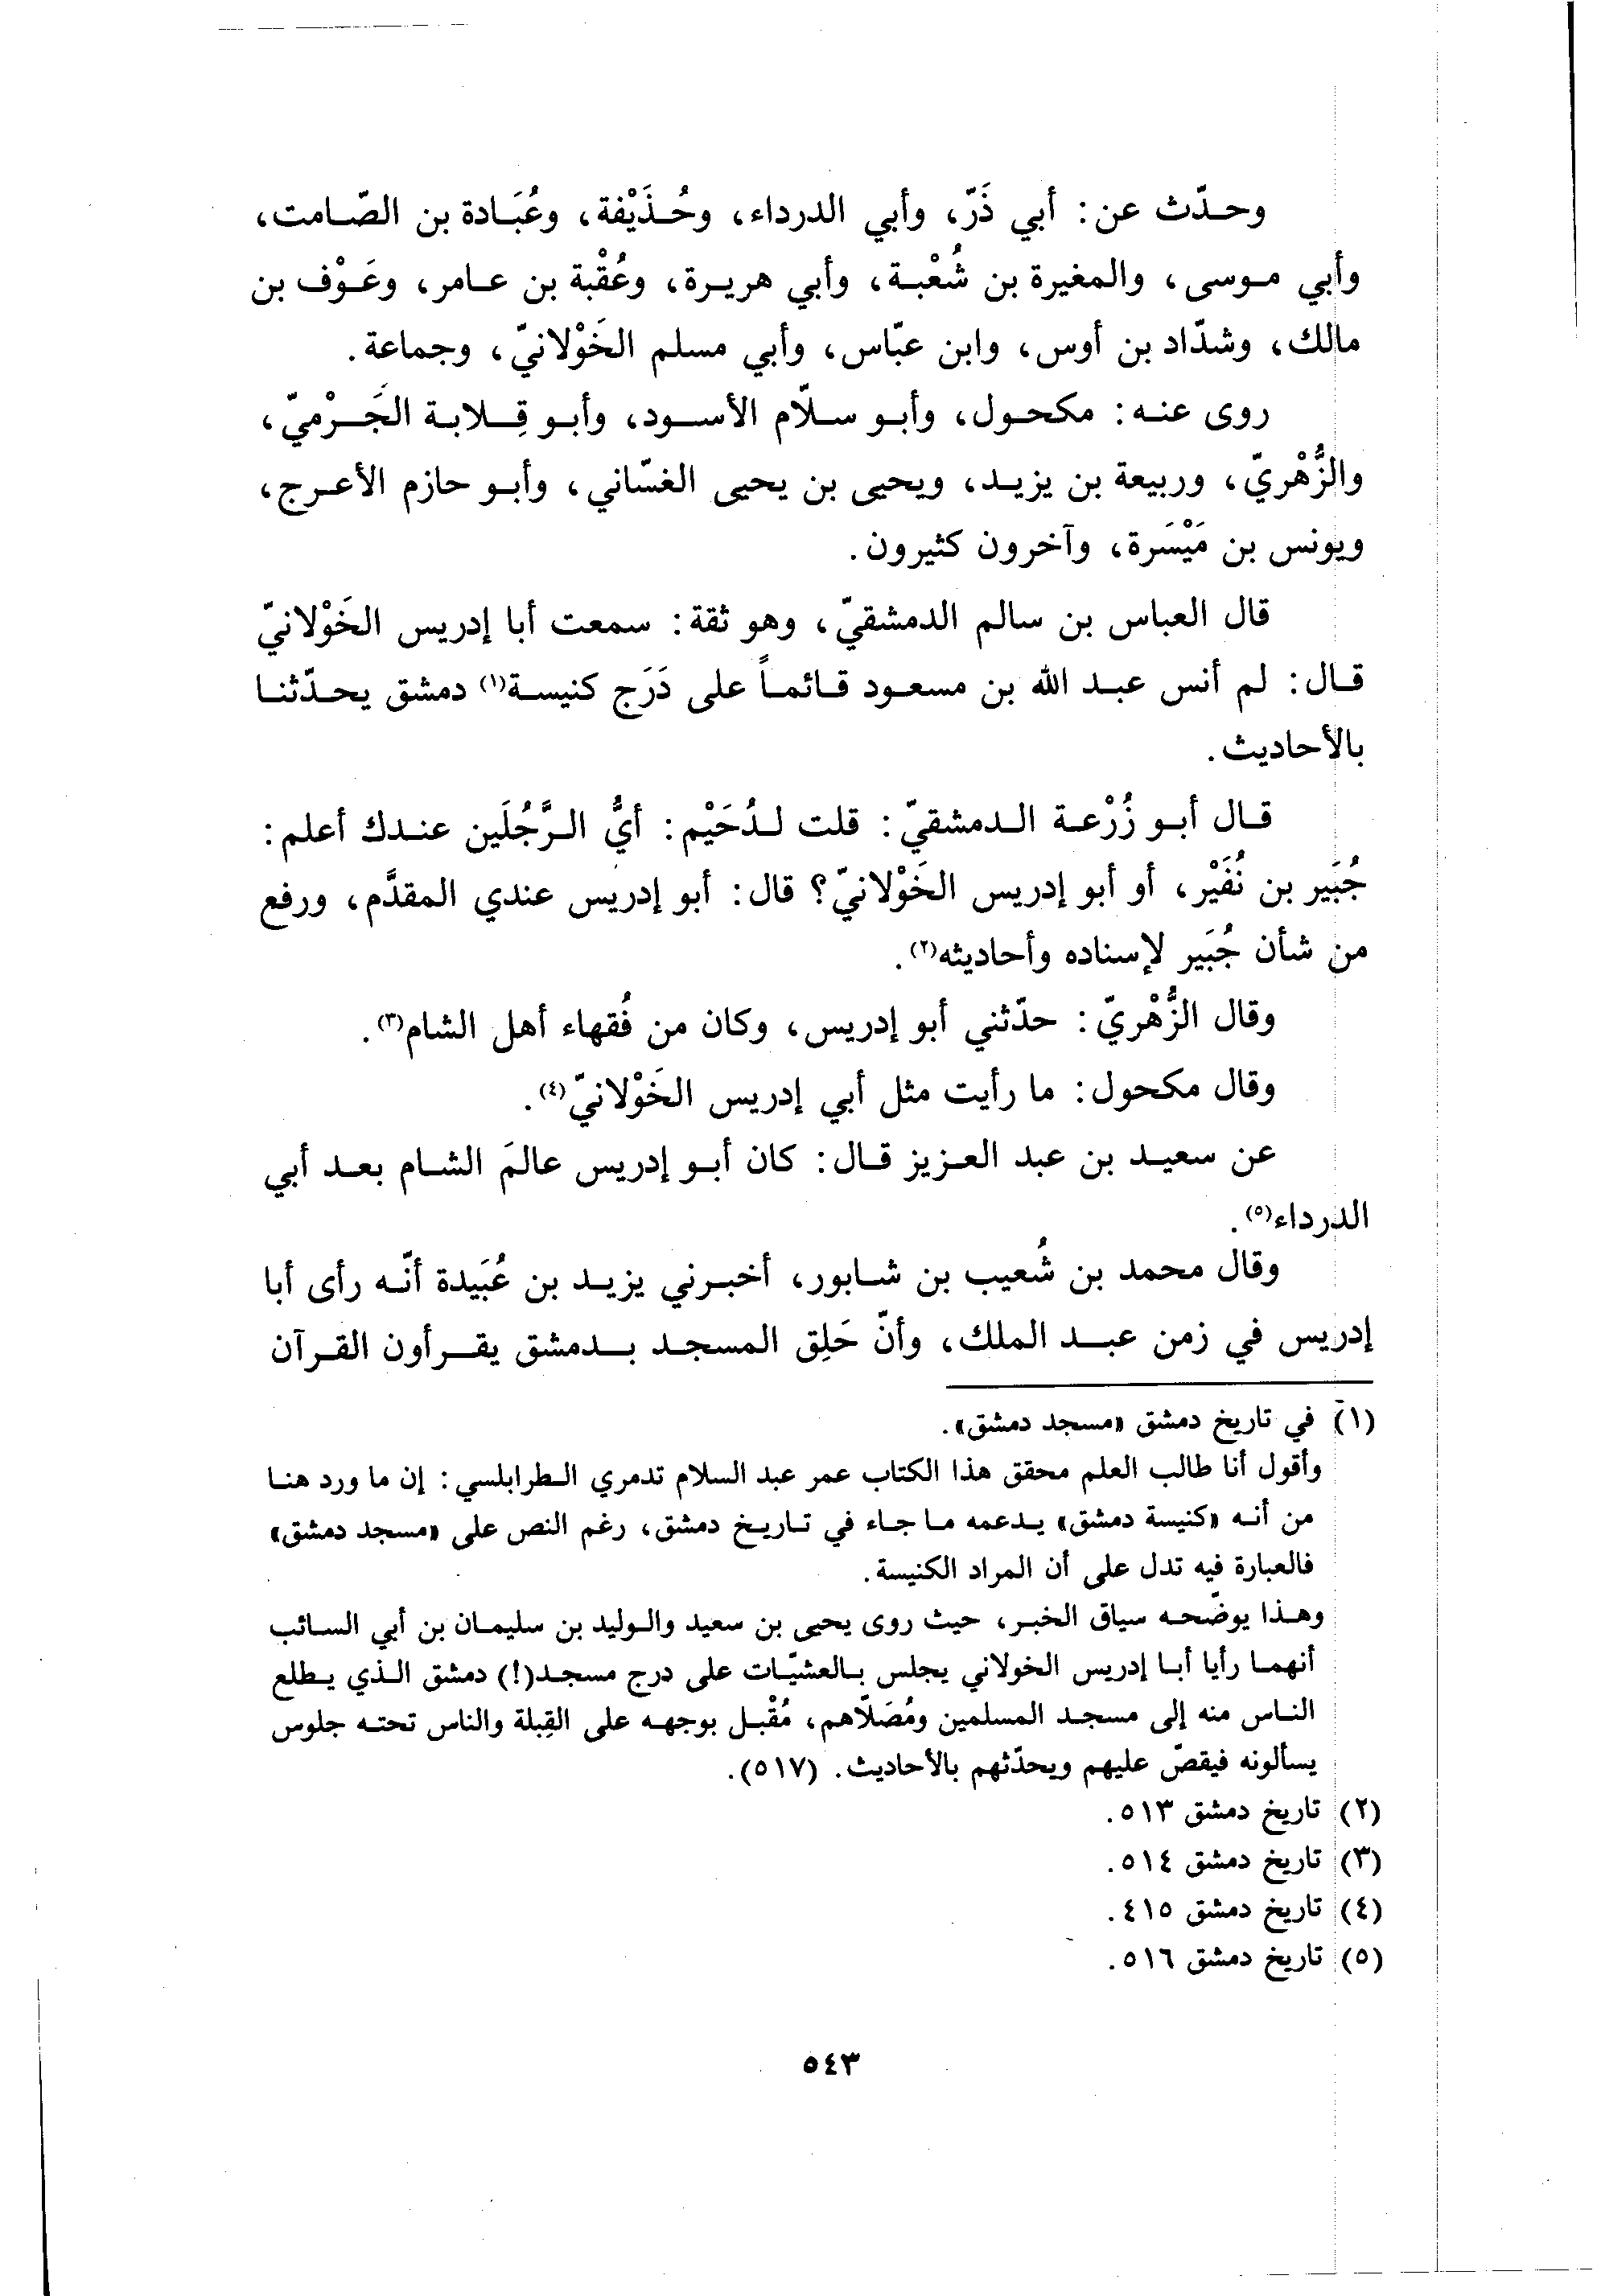 وحدّث عن: أبي ذَرّ، وأبي الدرداء، وحُذَيْفة، وعُبَادة بن الصّامت،
وأبي موسى، والمغيرة بن شُعْبة، وأبي هريرة، وعُقْبة بن عامر، وعَوْف بن
مالك، وشدّاد بن أوس، وابن عبّاس، وأبي مسلم الخَوْلانيّ، وجماعة.
روى عنه: مكحول، وأبو سلّام الأسود، وأبو قِلابة الجَرْميّ،
والزُّهْريّ، وربيعة بن يزيد، ويحيى بن يحيى الغسّاني، وأبو حازم الأعرج،
ويونس بن مَيْسَرة، وآخرون كثيرون.
قال العباس بن سالم الدمشقيّ، وهو ثقة: سمعت أبا إدريس الخَوْلانيّ
قال: لم أنس عبد الله بن مسعود قائماً على دَرَج كنيسة(١) دمشق يحدّثنا
بالأحاديث.
قال أبو زُرْعة الدمشقيّ: قلت لدُحَيْم: أيُّ الرَّجُلَين عندك أعلم:
جُبَير بن نُفَيْر، أو أبو إدريس الخَوْلانيّ؟ قال: أبو إدريس عندي المقدَّم، ورفع
من شأن جُبَير لإسناده وأحاديثه(٢).
وقال الزُّهْريّ: حدّثني أبو إدريس، وكان من فُقهاء أهل الشام(٣).
وقال مكحول: ما رأيت مثل أبي إدريس الخَوْلانيّ(٤).
عن سعيد بن عبد العزيز قال: كان أبو إدريس عالمَ الشام بعد أبي
الدرداء(٥).
وقال محمد بن شُعيب بن شابور، أخبرني يزيد بن عُبَيدة أنّه رأى أبا
إدريس في زمن عبد الملك، وأنّ حَلِق المسجد بدمشق يقرأون القرآن
(١) في تاريخ دمشق «مسجد دمشق».
وأقول أنا طالب العلم محقق هذا الكتاب عمر عبد السلام تدمري الطرابلسي: إن ما ورد هنا
من أنه «كنيسة دمشق» يدعمه ما جاء في تاريخ دمشق، رغم النص على «مسجد دمشق»
فالعبارة فيه تدل على أن المراد الكنيسة.
وهذا يوضّحه سياق الخبر، حيث روى يحيى بن سعيد والوليد بن سليمان بن أبي السائب
أنهما رأيا أبا إدريس الخولاني يجلس بالعشيّات على درج مسجد(!) دمشق الذي يطلع
الناس منه إلى مسجد المسلمين ومُصَلّاهم، مُقْبل بوجهه على القِبلة والناس تحته جلوس
يسألونه فيقصّ عليهم ويحدّثهم بالأحاديث. (٥١٧).
(٢) تاريخ دمشق ٥١٣.
(٣) تاريخ دمشق ٥١٤.
(٤) تاريخ دمشق ٤١٥.
(٥) تاريخ دمشق ٥١٦.
٥٤٣